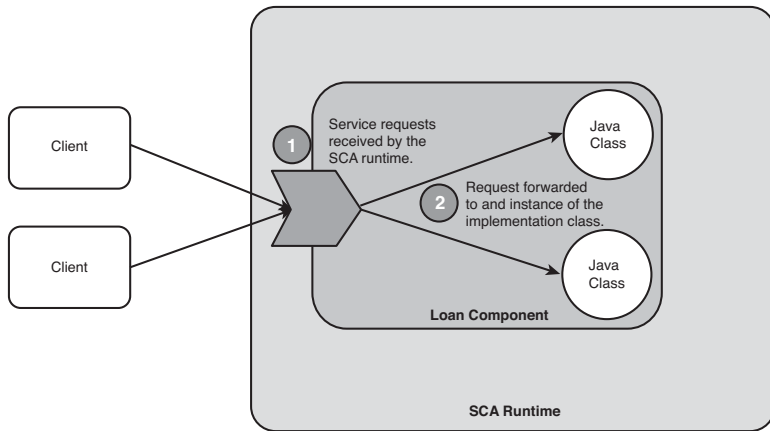 Client
Client
1
Service requests
received by the
SCA runtime.
Java
Class
2
Request forwarded
to and instance of the
implementation class.
Java
Class
Loan Component
SCA Runtime